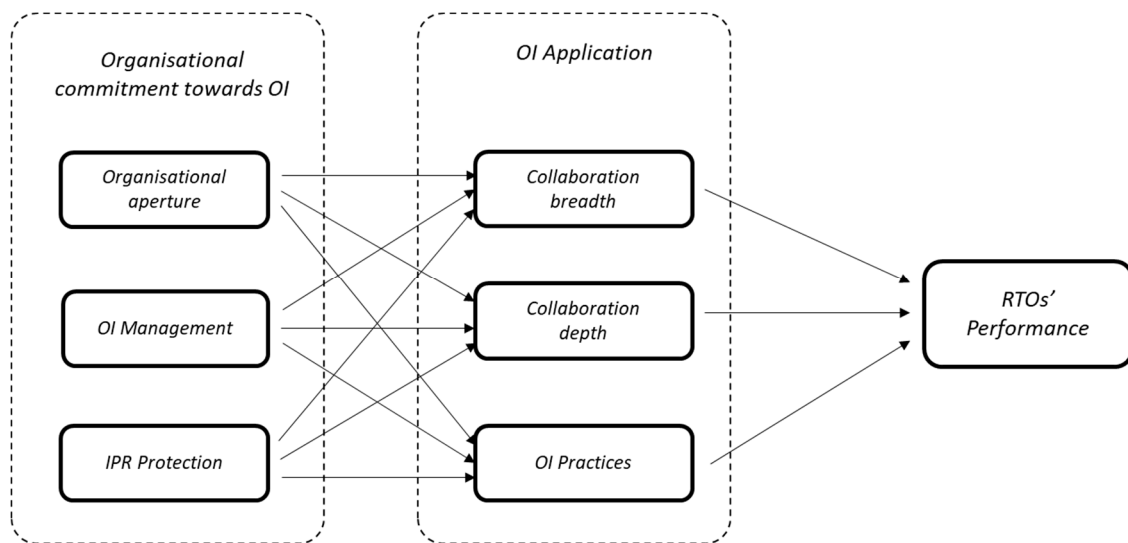 Organisational
commitment towards OI
Organisational
aperture
OI Management
IPR Protection
OI Application
Collaboration
breadth
Collaboration
depth
OI Practices
RTOs’
Performance